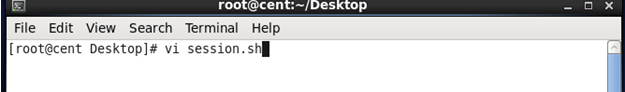 root@cent:~/Desktop
File Edit View Search Terminal Help
[root@cent Desktop]# vi session.sh